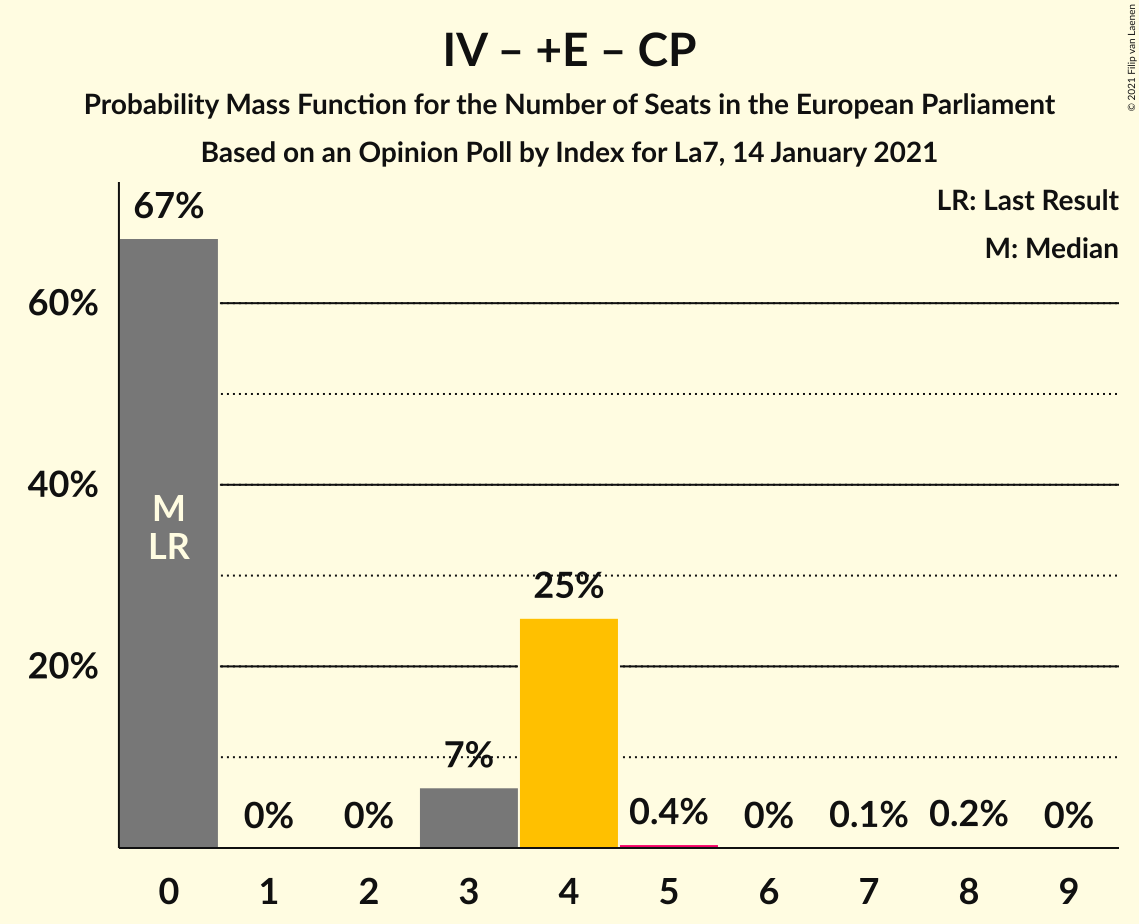 IV – +E – CP
Probability Mass Function for the Number of Seats in the European Parliament
Based on an Opinion Poll by Index for La7, 14 January 2021
© 2021 Filip van Laenen
LR: Last Result
M: Median
67%
60%
40%
20%
M
LR
0%
0%
7%
25%
0.4%
0%
0.1%
0.2%
0%
0
1
2
3
4
5
6
7
8
9